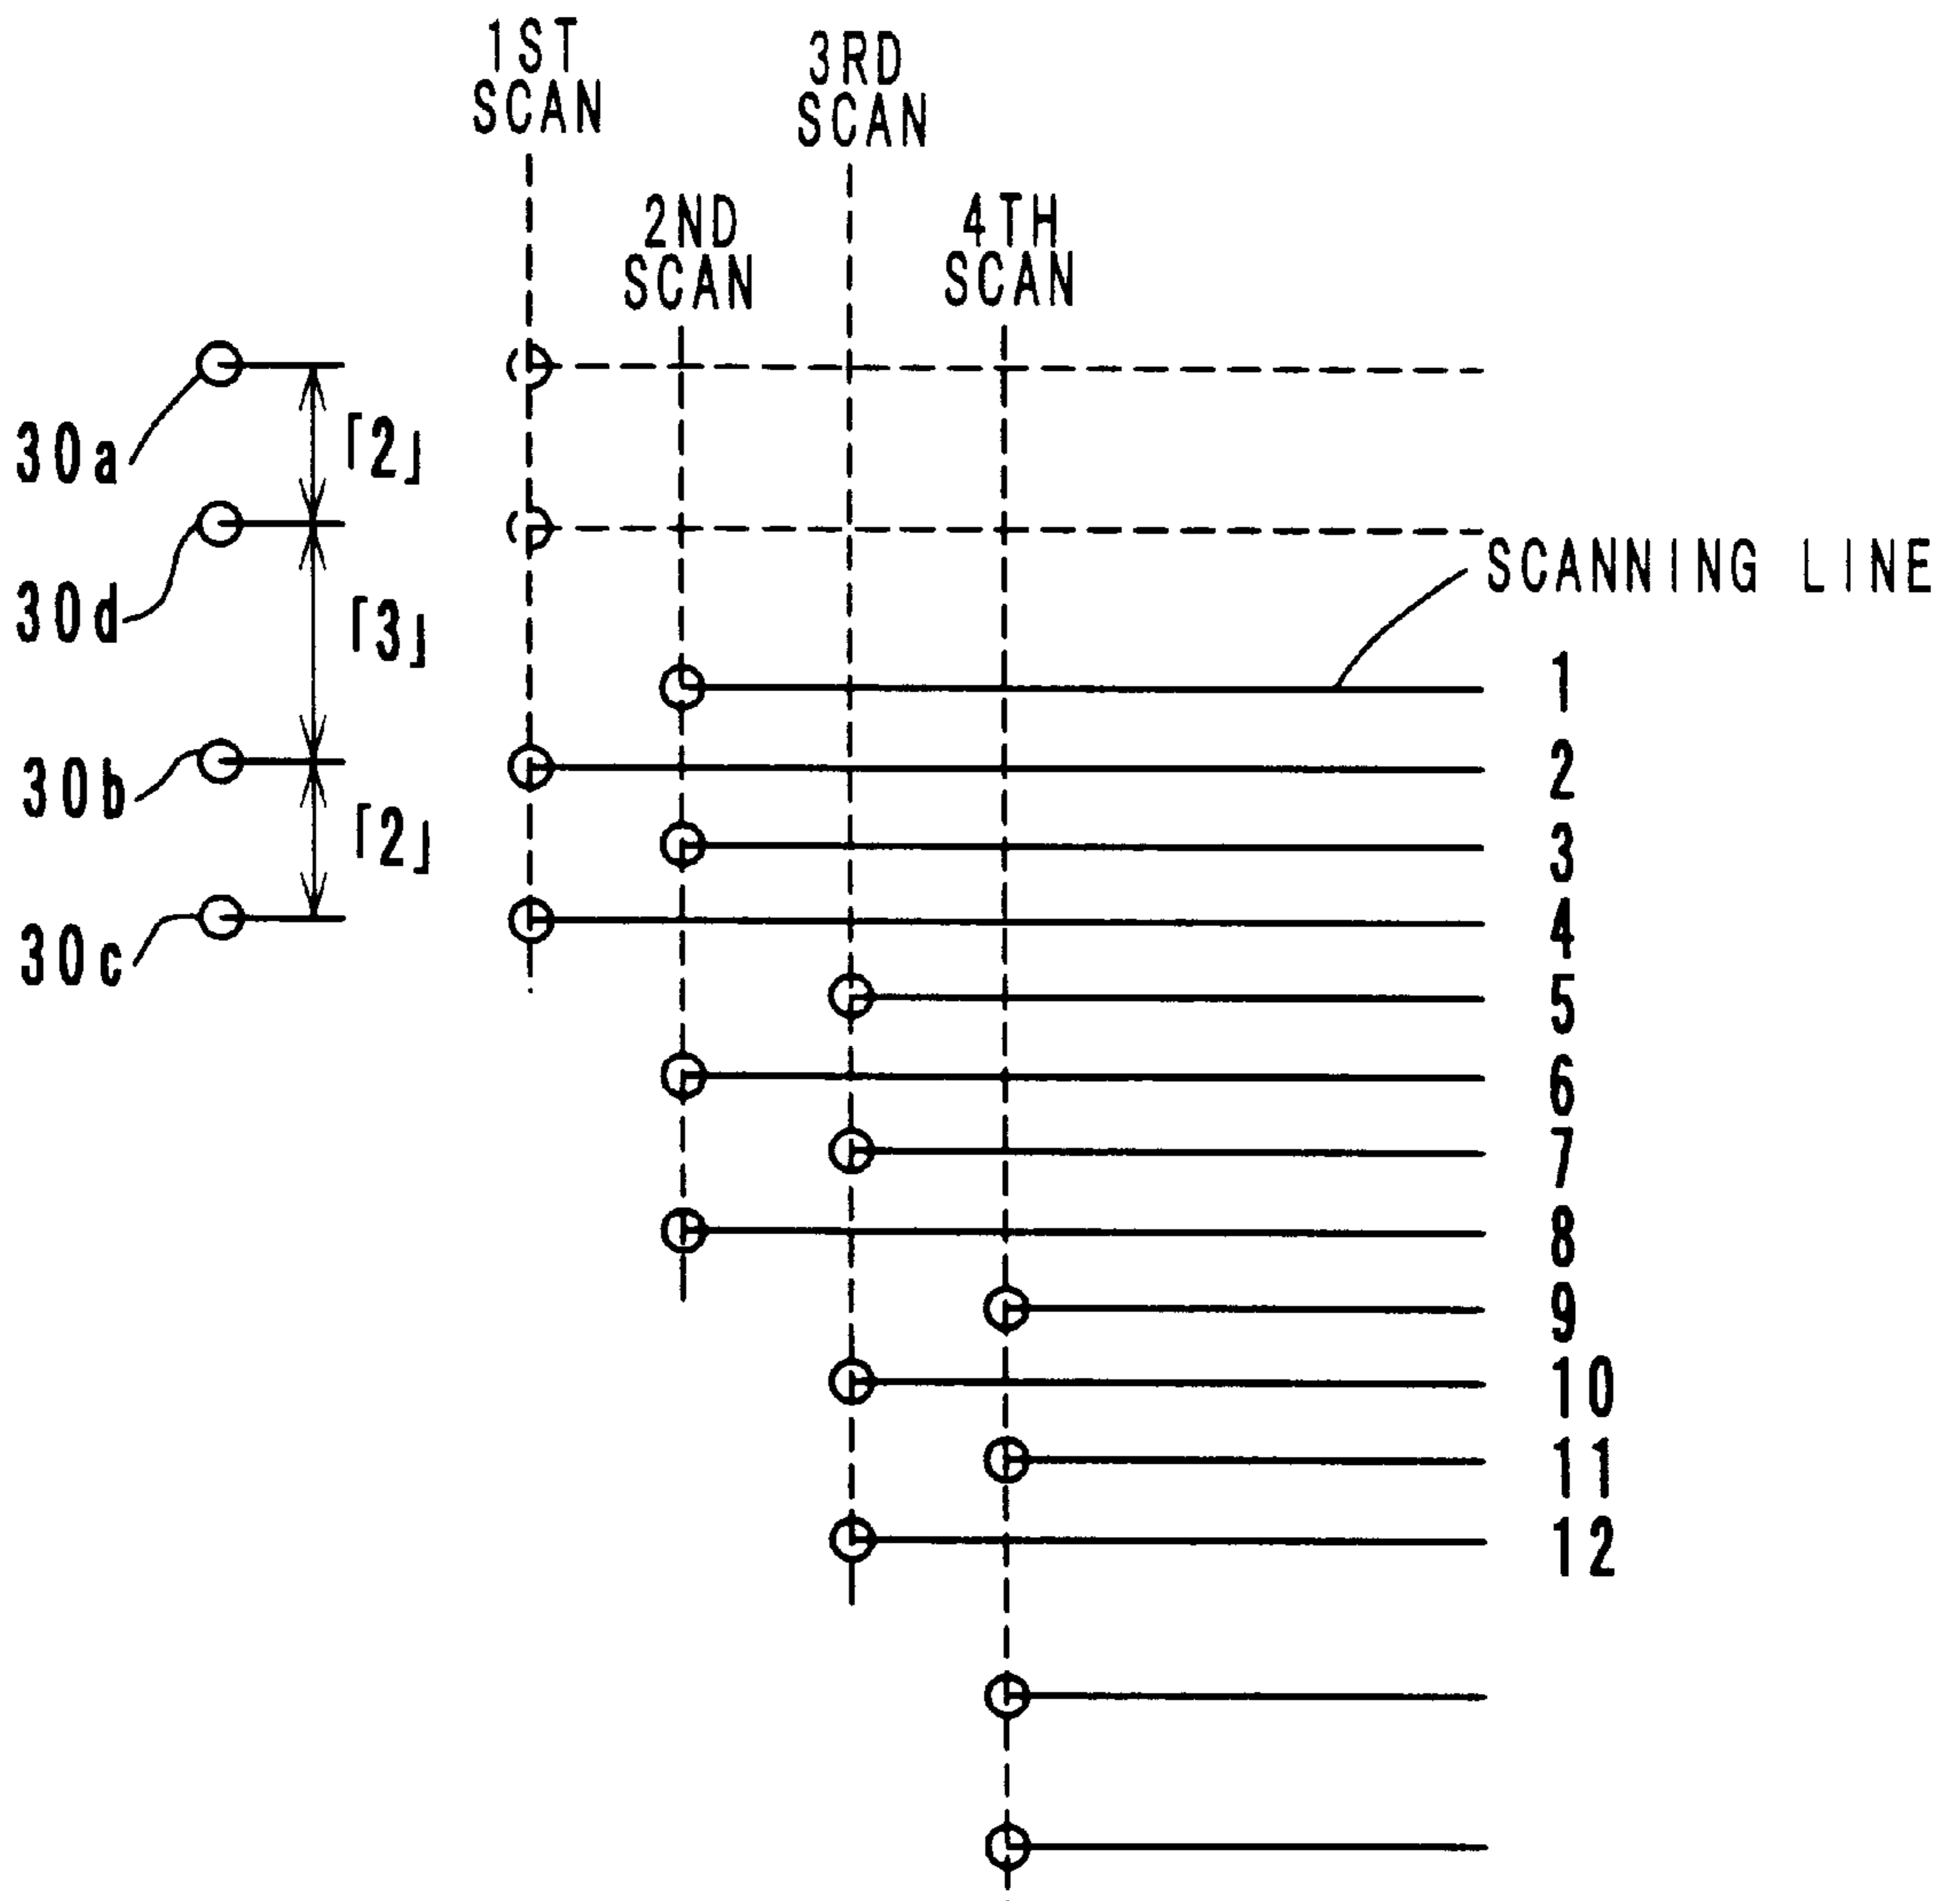 1ST
SCAN
3RD
SCAN
2ND
SCAN
4TH
SCAN
30a
「2」
30d
「3」
SCANNING LINE
30b
「2」
30c
1
2
3
4
5
6
7
8
9
10
11
12